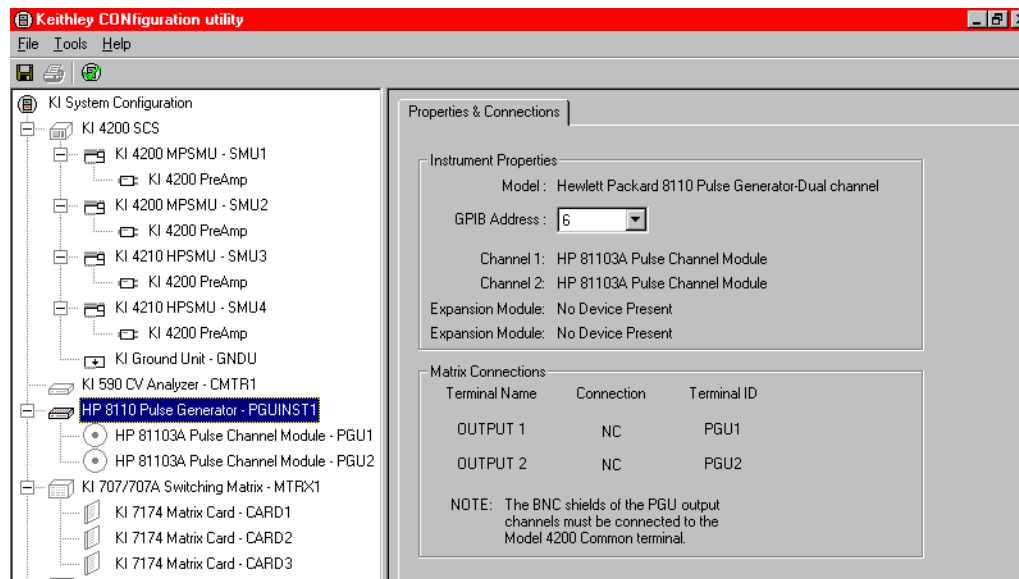 Keithley CONfiguration utility
File Tools Help
KI System Configuration
KI 4200 SCS
KI 4200 MPSMU - SMU1
KI 4200 PreAmp
KI 4200 MPSMU - SMU2
KI 4200 PreAmp
KI 4210 HPSMU - SMU3
KI 4200 PreAmp
KI 4210 HPSMU - SMU4
KI 4200 PreAmp
KI Ground Unit - GNDU
KI 590 CV Analyzer - CMTR1
HP 8110 Pulse Generator - PGUINST1
HP 81103A Pulse Channel Module - PGU1
HP 81103A Pulse Channel Module - PGU2
KI 707/707A Switching Matrix - MTRX1
KI 7174 Matrix Card - CARD1
KI 7174 Matrix Card - CARD2
KI 7174 Matrix Card - CARD3
Properties & Connections
Instrument Properties
Model : Hewlett Packard 8110 Pulse Generator-Dual channel
GPIB Address : 6
Channel 1: HP 81103A Pulse Channel Module
Channel 2: HP 81103A Pulse Channel Module
Expansion Module: No Device Present
Expansion Module: No Device Present
Matrix Connections
Terminal Name Connection Terminal ID
OUTPUT 1 NC PGU1
OUTPUT 2 NC PGU2
NOTE: The BNC shields of the PGU output
channels must be connected to the
Model 4200 Common terminal.